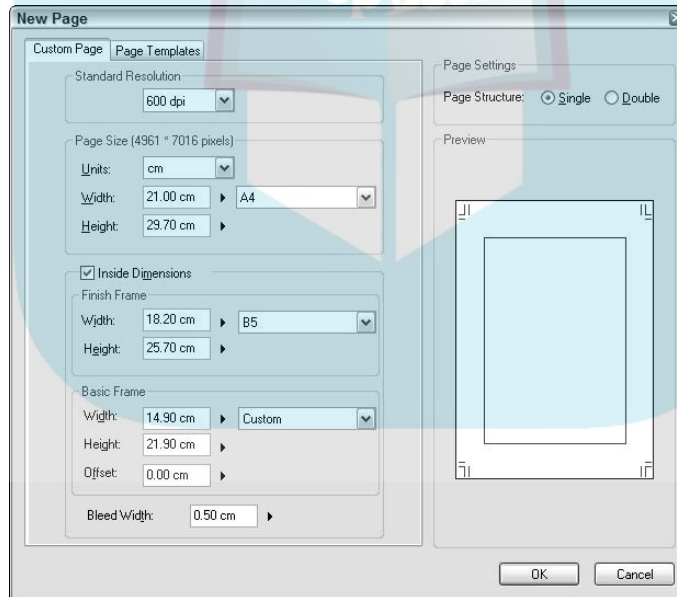 New Page
Custom Page Page Templates
Standard Resolution
600 dpi
Page Size (4961 * 7016 pixels)
Units: cm
Width: 21.00 cm A4
Height: 29.70 cm
Inside Dimensions
Finish Frame
Width: 18.20 cm B5
Height: 25.70 cm
Basic Frame
Width: 14.90 cm Custom
Height: 21.90 cm
Offset: 0.00 cm
Bleed Width: 0.50 cm
Page Settings
Page Structure: Single Double
Preview
OK Cancel